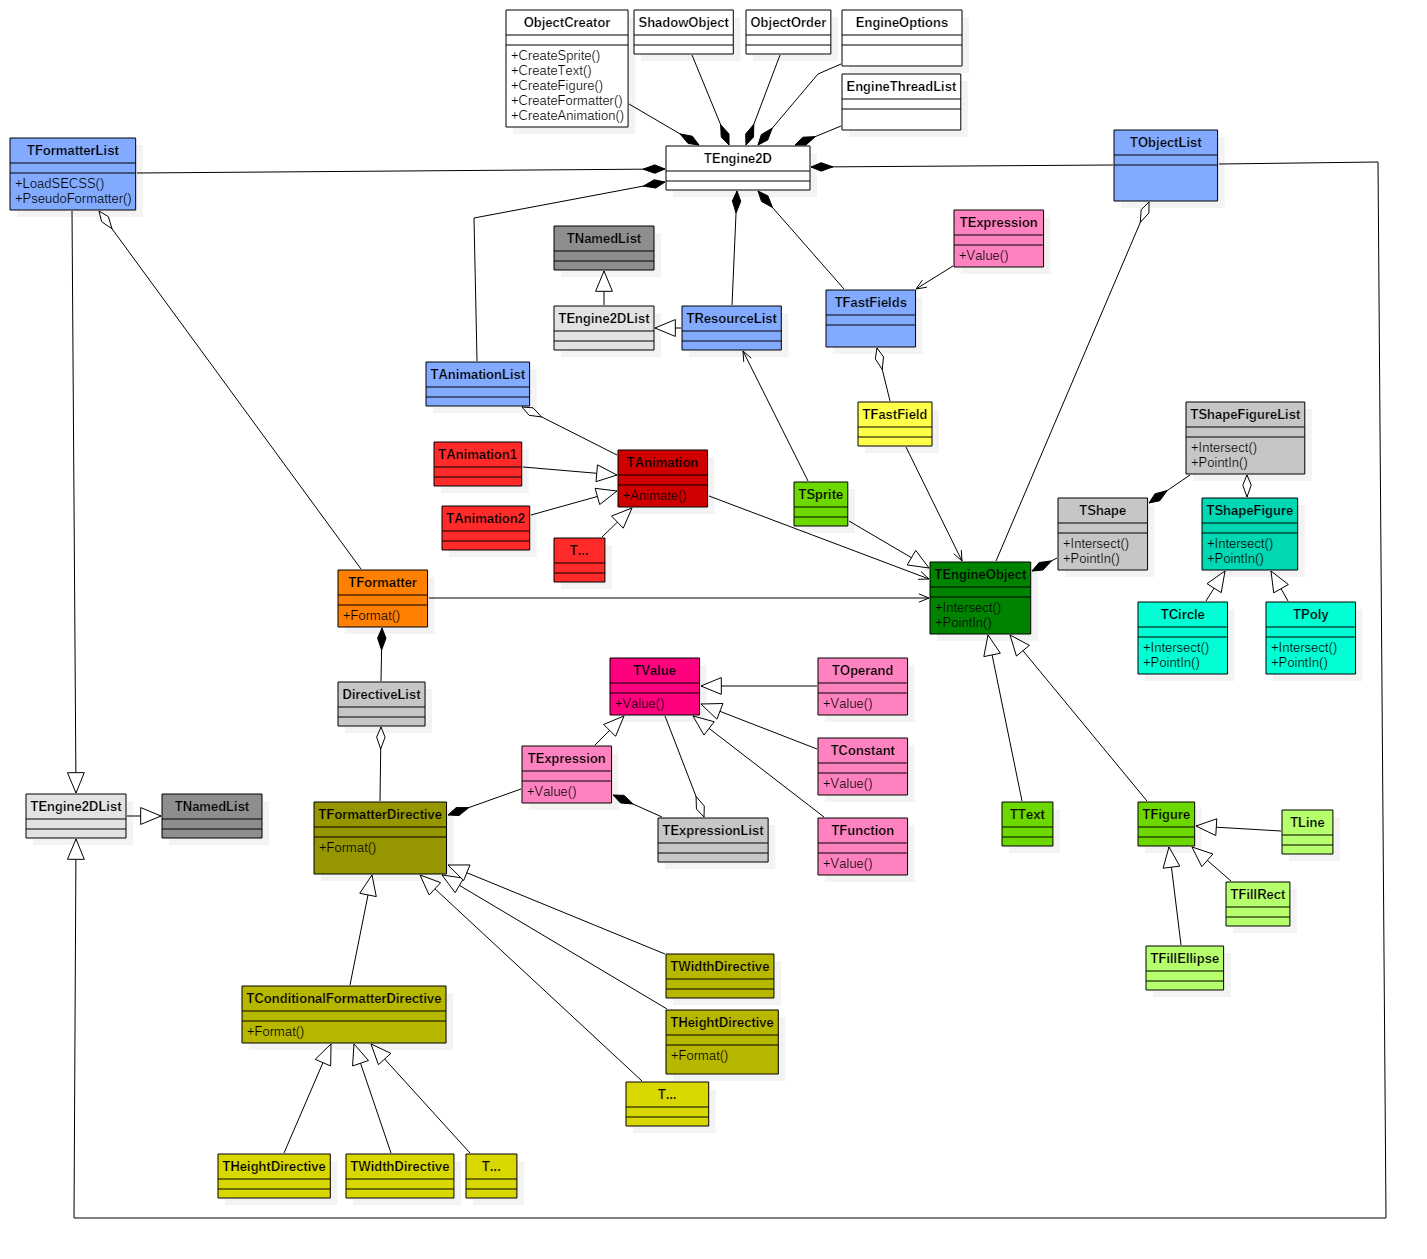 ObjectCreator
+CreateSprite()
+CreateText()
+CreateFigure()
+CreateFormatter()
+CreateAnimation()
ShadowObject
ObjectOrder
EngineOptions
EngineThreadList
TFormatterList
+LoadSECSS()
+PseudoFormatter()
TEngine2D
TObjectList
TNamedList
TExpression
+Value()
TEngine2DList
TResourceList
TFastFields
TAnimationList
TFastField
TShapeFigureList
+Intersect()
+PointIn()
TAnimation1
TAnimation
+Animate()
TSprite
TAnimation2
T...
TShape
+Intersect()
+PointIn()
TShapeFigure
+Intersect()
+PointIn()
TFormatter
+Format()
TEngineObject
+Intersect()
+PointIn()
TCircle
+Intersect()
+PointIn()
TPoly
+Intersect()
+PointIn()
DirectiveList
TValue
+Value()
TOperand
+Value()
TExpression
+Value()
TConstant
+Value()
TEngine2DList
TNamedList
TFormatterDirective
+Format()
TExpressionList
TFunction
+Value()
TText
TFigure
TLine
TFillRect
TFillEllipse
TWidthDirective
TConditionalFormatterDirective
+Format()
THeightDirective
+Format()
T...
THeightDirective
TWidthDirective
T...